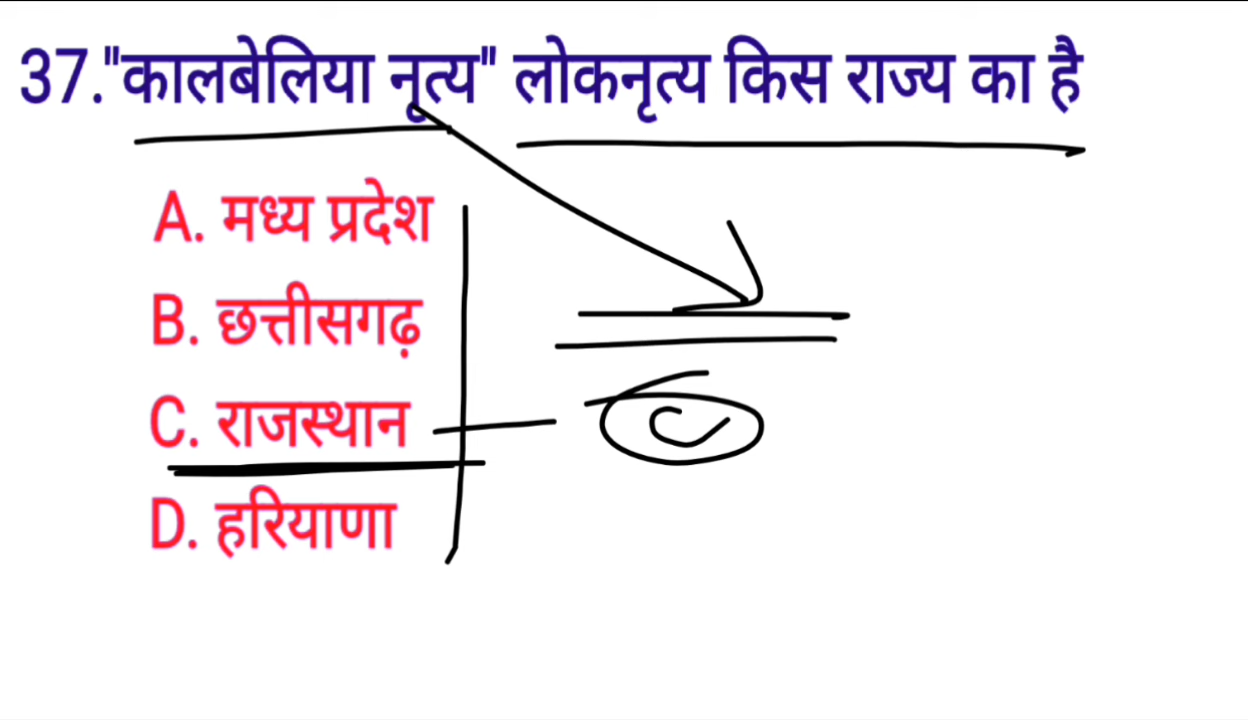 37."कालबेलिया नृत्य" लोकनृत्य किस राज्य का है
A. मध्य प्रदेश
B. छत्तीसगढ़
C. राजस्थान
D. हरियाणा
C